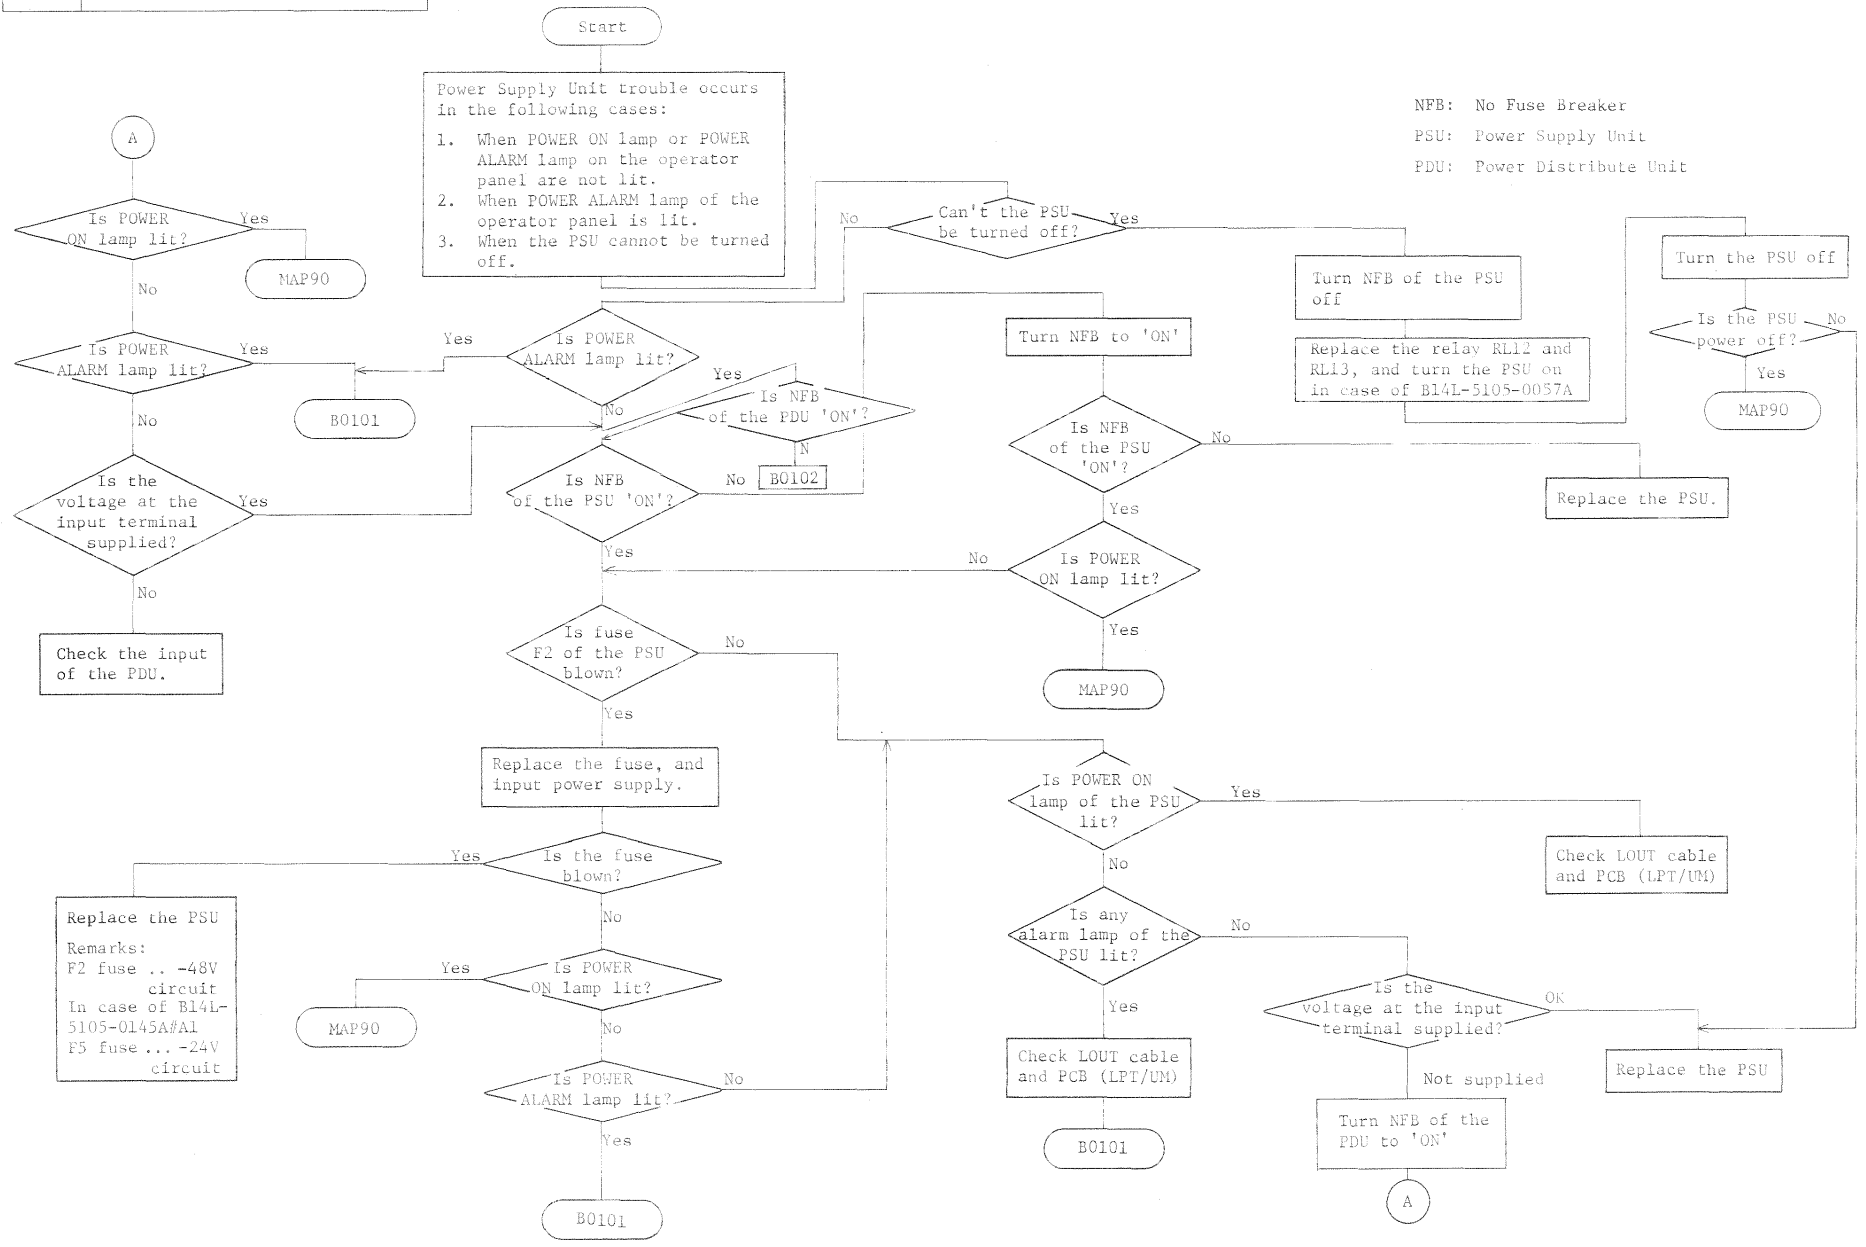 Start
Power Supply Unit trouble occurs
in the following cases:
1. When POWER ON lamp or POWER
ALARM lamp on the operator
panel are not lit.
2. When POWER ALARM lamp of the
operator panel is lit.
3. When the PSU cannot be turned
off.
NFB: No Fuse Breaker
PSU: Power Supply Unit
PDU: Power Distribute Unit
A
Is POWER
ON lamp lit?
Yes
MAP90
No
Is POWER
ALARM lamp lit?
Yes
B0101
No
Is the
voltage at the
input terminal
supplied?
Yes
No
Check the input
of the PDU.
Can't the PSU
be turned off?
No
Yes
Turn NFB of the PSU
off
Replace the relay RL12 and
RL13, and turn the PSU on
in case of B14L-5105-0057A
Turn the PSU off
Is the PSU
power off?
No
Yes
MAP90
Is POWER
ALARM lamp lit?
Yes
No
Yes
Is NFB
of the PDU 'ON'?
N
B0102
Is NFB
of the PSU 'ON'?
No
Yes
Turn NFB to 'ON'
Is NFB
of the PSU
'ON'?
No
Replace the PSU.
Yes
Is POWER
ON lamp lit?
No
Yes
MAP90
Is fuse
F2 of the PSU
blown?
No
Yes
Replace the fuse, and
input power supply.
Is the fuse
blown?
Yes
Replace the PSU
Remarks:
F2 fuse .. -48V
circuit
In case of B14L-
5105-0145A#A1
F5 fuse ... -24V
circuit
No
Is POWER
ON lamp lit?
Yes
MAP90
No
Is POWER
ALARM lamp lit?
No
Yes
B0101
Is POWER ON
lamp of the PSU
lit?
Yes
Check LOUT cable
and PCB (LPT/UM)
No
Is any
alarm lamp of the
PSU lit?
No
Yes
Check LOUT cable
and PCB (LPT/UM)
B0101
Is the
voltage at the input
terminal supplied?
OK
Replace the PSU
Not supplied
Turn NFB of the
PDU to 'ON'
A